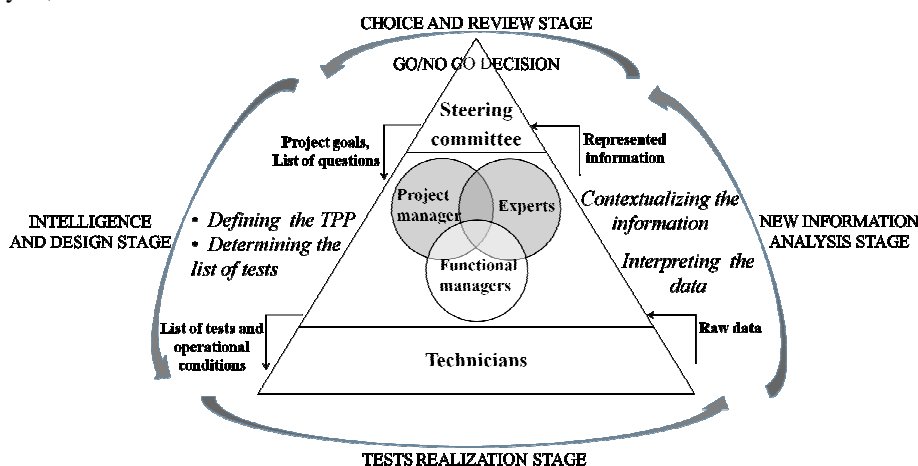 CHOICE AND REVIEW STAGE
GO/NO GO DECISION
Steering
committee
Project goals,
List of questions
Represented
information
Project
manager
Experts
Functional
managers
INTELLIGENCE
AND DESIGN STAGE
• Defining the TPP
• Determining the
list of tests
Contextualizing the
information
Interpreting the
data
NEW INFORMATION
ANALYSIS STAGE
List of tests and
operational
conditions
Raw data
Technicians
TESTS REALIZATION STAGE